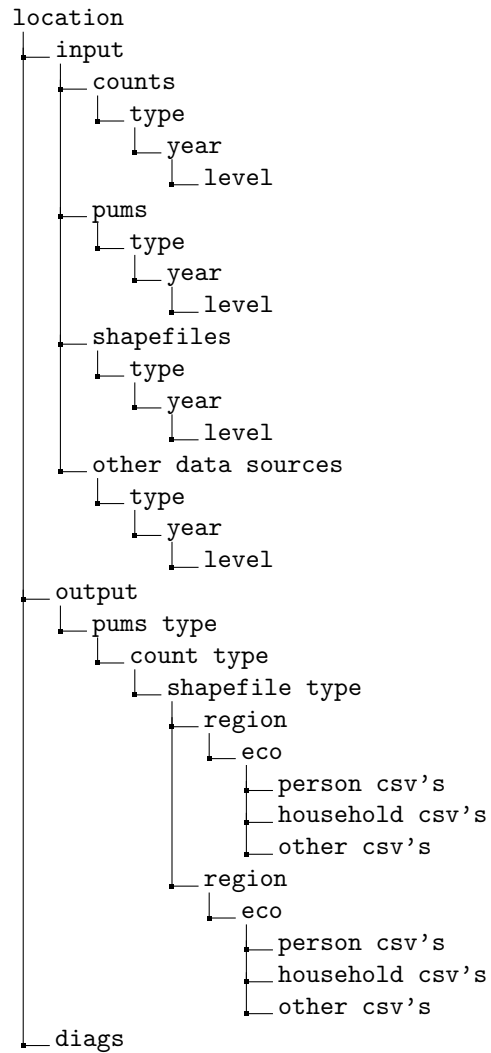 location
input
counts
type
year
level
pums
type
year
level
shapefiles
type
year
level
other data sources
type
year
level
output
pums type
count type
shapefile type
region
eco
person csv's
household csv's
other csv's
region
eco
person csv's
household csv's
other csv's
diags